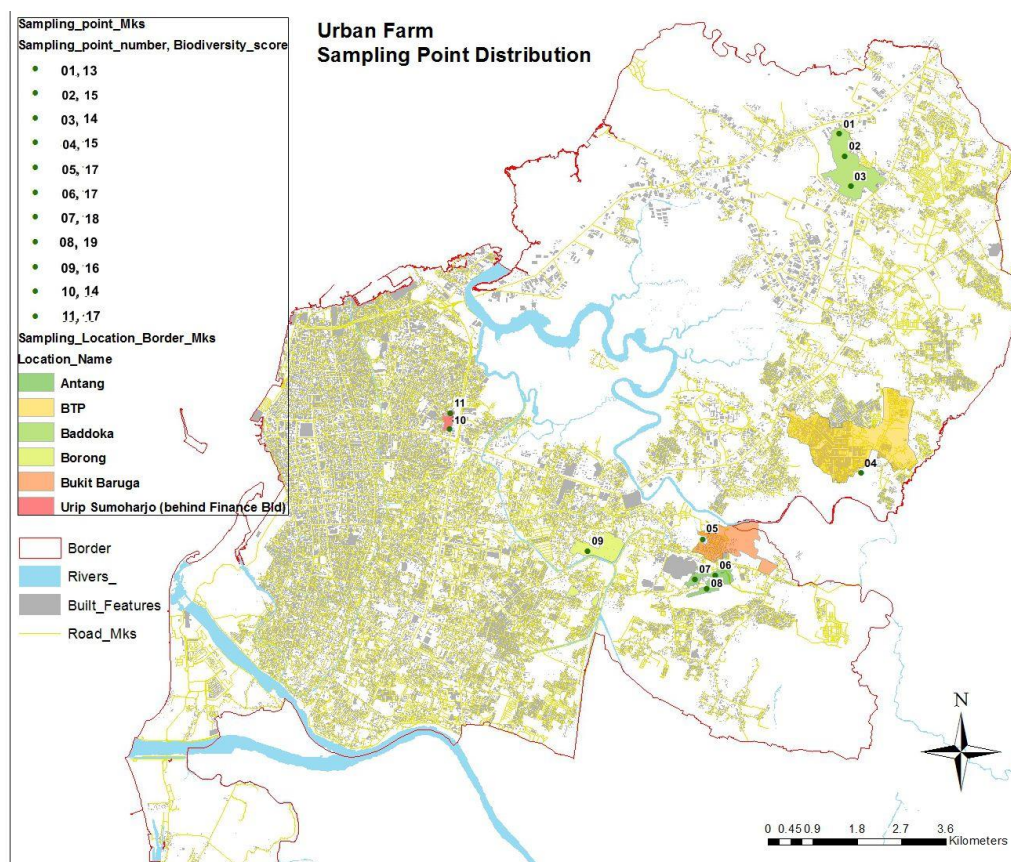 Urban Farm
Sampling Point Distribution
Sampling_point_Mks
Sampling_point_number, Biodiversity_score
01, 13
02, 15
03, 14
04, 15
05, 17
06, 17
07, 18
08, 19
09, 16
10, 14
11, 17
Sampling_Location_Border_Mks
Location_Name
Antang
BTP
Baddoka
Borong
Bukit Baruga
Urip Sumoharjo (behind Finance Bld)
Border
Rivers_
Built_Features
Road_Mks
01
02
03
11
10
04
05
09
06
07
08
N
0 0.45 0.9 1.8 2.7 3.6
Kilometers